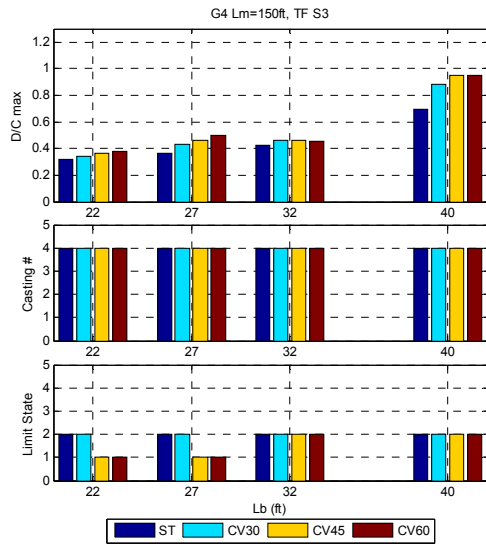 G4 Lm=150ft, TF S3
1.2
1
0.8
0.6
0.4
0.2
0
D/C max
22 27 32 40
5
4
3
2
1
0
Casting #
22 27 32 40
5
4
3
2
1
0
Limit State
22 27 32 40
Lb (ft)
ST CV30 CV45 CV60